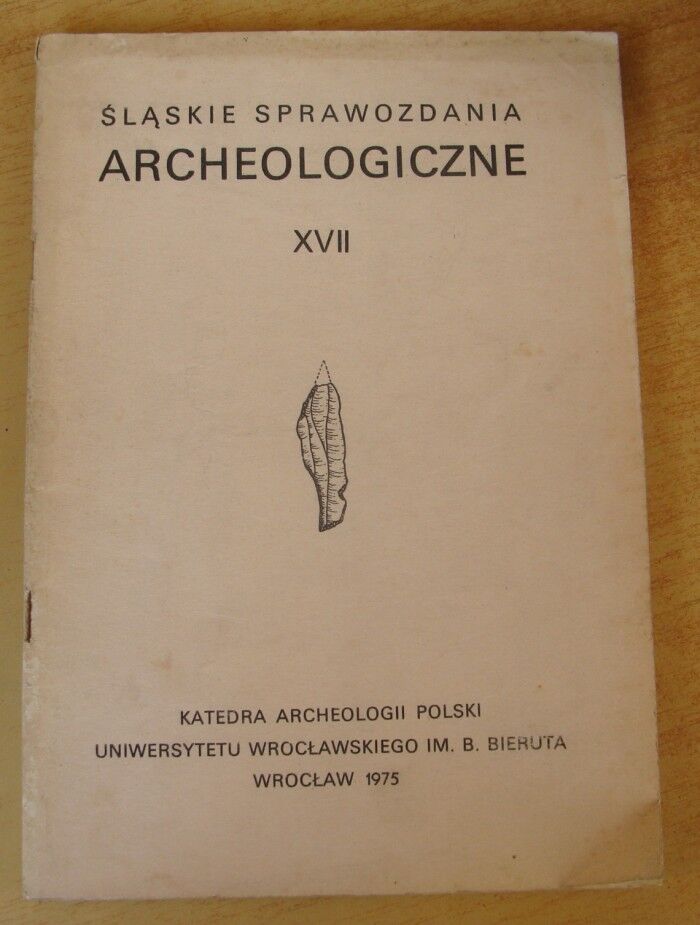 ŚLĄSKIE SPRAWOZDANIA
ARCHEOLOGICZNE
XVII
KATEDRA ARCHEOLOGII POLSKI
UNIWERSYTETU WROCŁAWSKIEGO IM. B. BIERUTA
WROCŁAW 1975